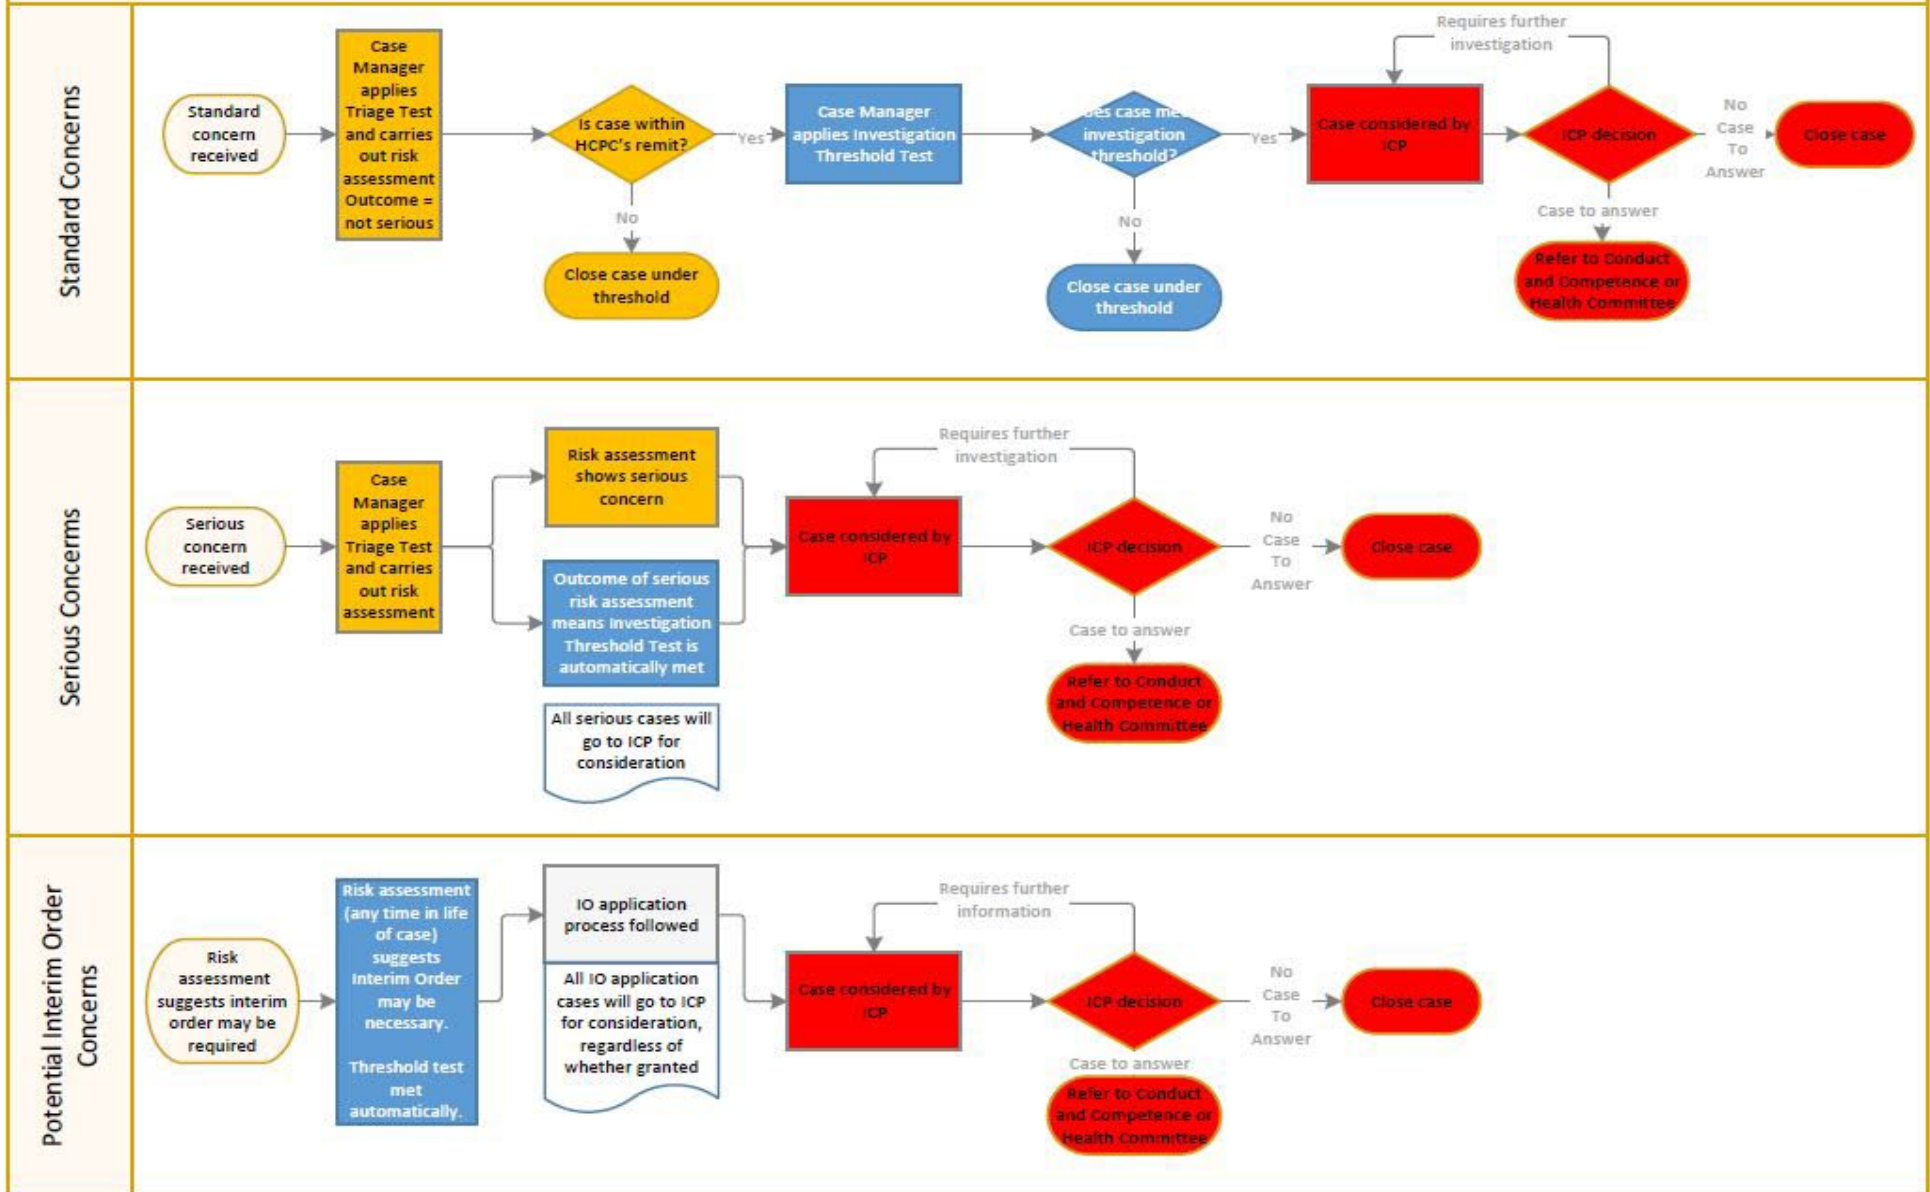 Standard Concerns
Standard
concern
received
Case
Manager
applies
Triage Test
and carries
out risk
assessment
Outcome =
not serious
Is case within
HCPC's remit?
Yes
No
Close case under
threshold
Case Manager
applies Investigation
Threshold Test
oes case me
investigation
threshold?
Yes
No
Close case under
threshold
Requires further
investigation
Case considered by
ICP
ICP decision
No
Case
To
Answer
Close case
Case to answer
Refer to Conduct
and Competence or
Health Committee
Serious Concerns
Serious
concern
received
Case
Manager
applies
Triage Test
and carries
out risk
assessment
Risk assessment
shows serious
concern
Outcome of serious
risk assessment
means Investigation
Threshold Test is
automatically met
All serious cases will
go to ICP for
consideration
Requires further
investigation
Case considered by
ICP
ICP decision
No
Case
To
Answer
Close case
Case to answer
Refer to Conduct
and Competence or
Health Committee
Potential Interim Order
Concerns
Risk
assessment
suggests interim
order may be
required
Risk assessment
(any time in life
of case)
suggests
Interim Order
may be
necessary.
Threshold test
met
automatically.
IO application
process followed
All IO application
cases will go to ICP
for consideration,
regardless of
whether granted
Requires further
information
Case considered by
ICP
ICP decision
No
Case
To
Answer
Close case
Case to answer
Refer to Conduct
and Competence or
Health Committee